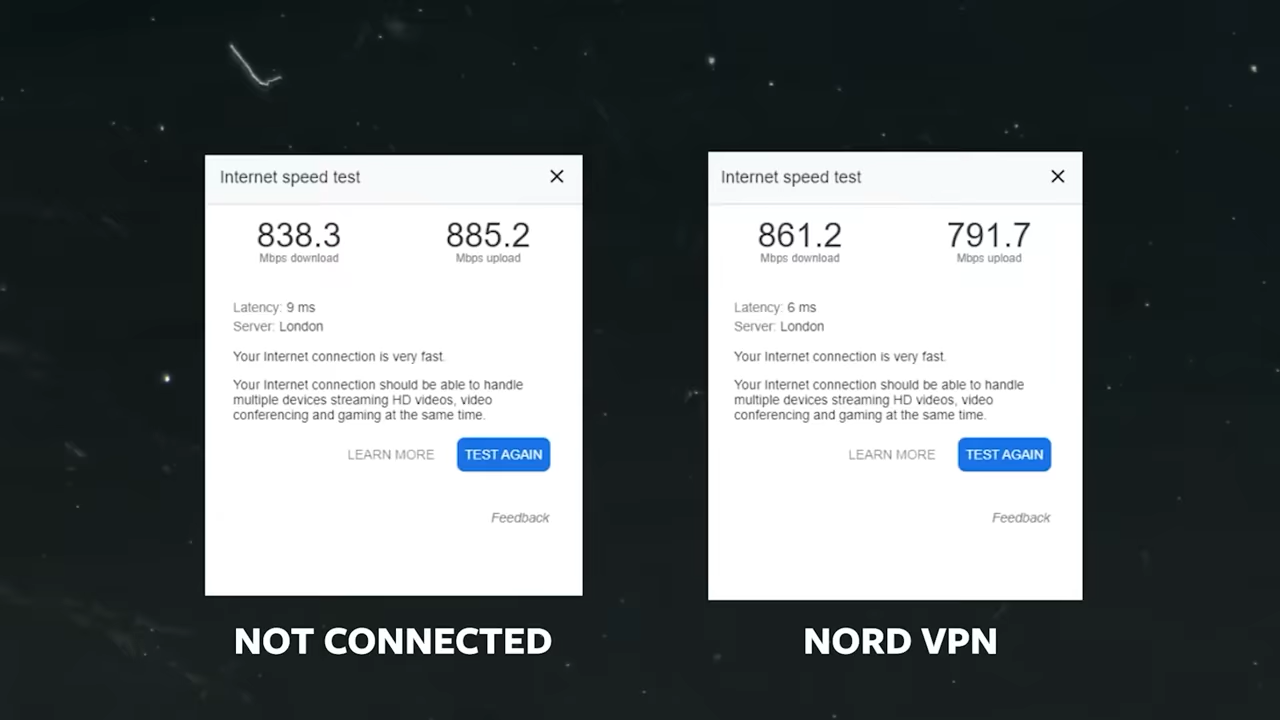 Internet speed test
838.3
885.2
Mbps download
Mbps upload
Latency: 9 ms
Server: London
Your Internet connection is very fast.
Your Internet connection should be able to handle
multiple devices streaming HD videos, video
conferencing and gaming at the same time.
LEARN MORE
TEST AGAIN
Feedback
NOT CONNECTED
Internet speed test
861.2
791.7
Mbps download
Mbps upload
Latency: 6 ms
Server: London
Your Internet connection is very fast.
Your Internet connection should be able to handle
multiple devices streaming HD videos, video
conferencing and gaming at the same time.
LEARN MORE
TEST AGAIN
Feedback
NORD VPN